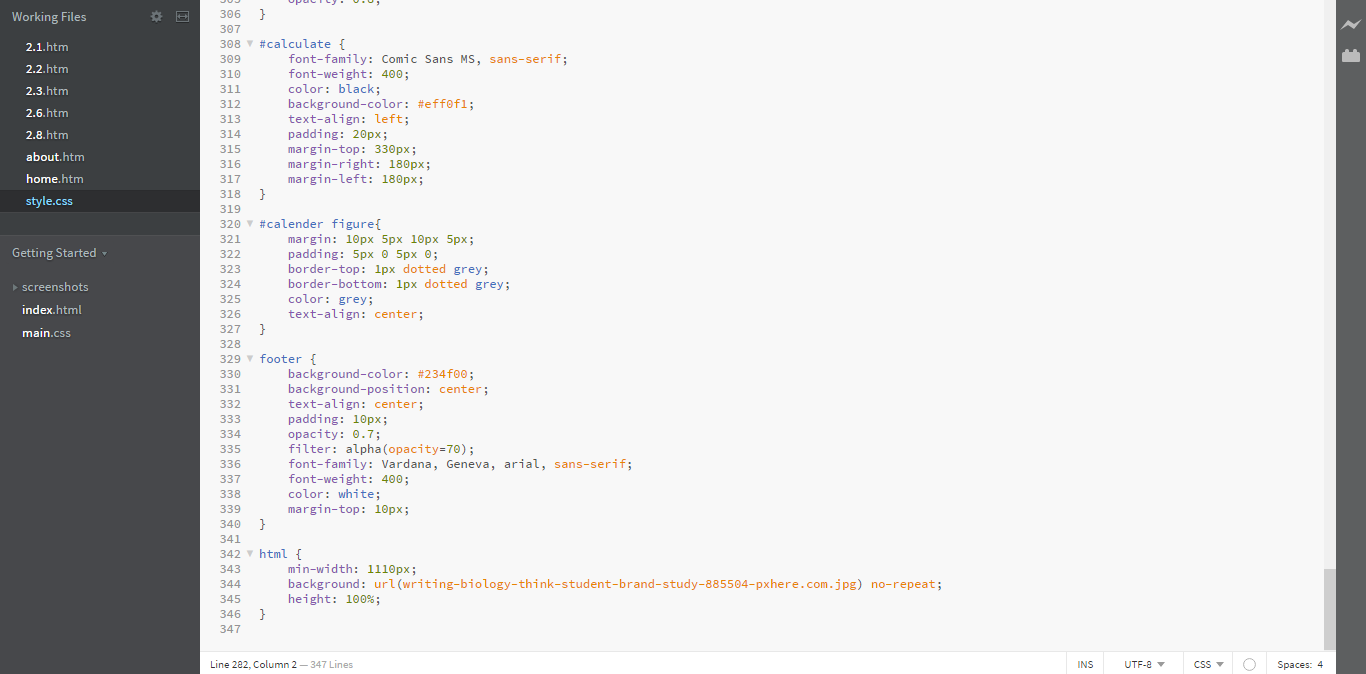 Working Files
2.1.htm
2.2.htm
2.3.htm
2.6.htm
2.8.htm
about.htm
home.htm
style.css
Getting Started
screenshots
index.html
main.css
305 opacity: 0.8;
306 }
307
308 #calculate {
309 font-family: Comic Sans MS, sans-serif;
310 font-weight: 400;
311 color: black;
312 background-color: #eff0f1;
313 text-align: left;
314 padding: 20px;
315 margin-top: 330px;
316 margin-right: 180px;
317 margin-left: 180px;
318 }
319
320 #calender figure{
321 margin: 10px 5px 10px 5px;
322 padding: 5px 0 5px 0;
323 border-top: 1px dotted grey;
324 border-bottom: 1px dotted grey;
325 color: grey;
326 text-align: center;
327 }
328
329 footer {
330 background-color: #234f00;
331 background-position: center;
332 text-align: center;
333 padding: 10px;
334 opacity: 0.7;
335 filter: alpha(opacity=70);
336 font-family: Vardana, Geneva, arial, sans-serif;
337 font-weight: 400;
338 color: white;
339 margin-top: 10px;
340 }
341
342 html {
343 min-width: 1110px;
344 background: url(writing-biology-think-student-brand-study-885504-pxhere.com.jpg) no-repeat;
345 height: 100%;
346 }
347
Line 282, Column 2 — 347 Lines
INS UTF-8 CSS Spaces: 4